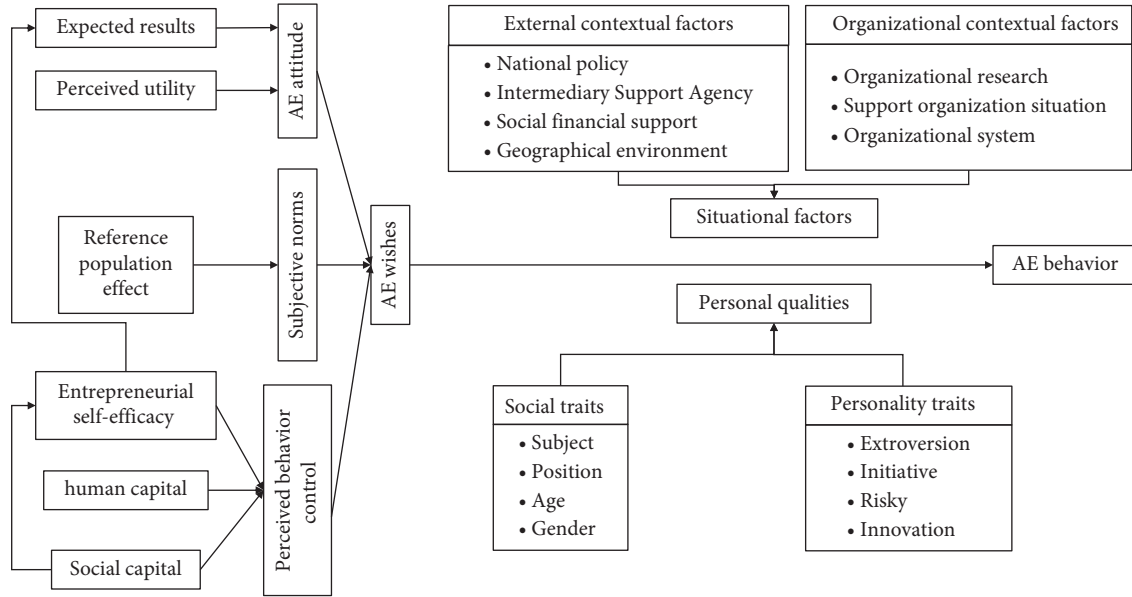 Expected results
Perceived utility
AE attitude
Reference
population
effect
Subjective norms
Entrepreneurial
self-efficacy
human capital
Social capital
Perceived behavior
control
AE wishes
External contextual factors
• National policy
• Intermediary Support Agency
• Social financial support
• Geographical environment
Organizational contextual factors
• Organizational research
• Support organization situation
• Organizational system
Situational factors
AE behavior
Personal qualities
Social traits
• Subject
• Position
• Age
• Gender
Personality traits
• Extroversion
• Initiative
• Risky
• Innovation